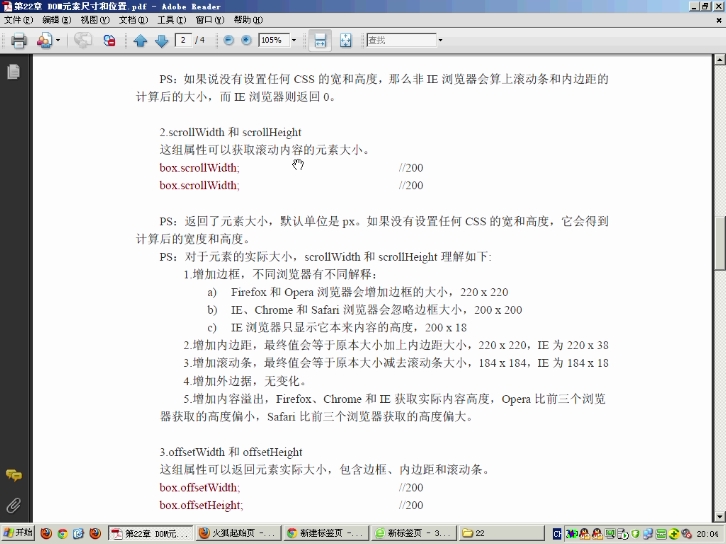 第22章 DOM元素尺寸和位置.pdf - Adobe Reader
文件(F) 编辑(E) 视图(V) 文档(D) 工具(T) 窗口(W) 帮助(H)
2 / 4 105% 查找
PS：如果说没有设置任何 CSS 的宽和高度，那么非 IE 浏览器会算上滚动条和内边距的
计算后的大小，而 IE 浏览器则返回 0。
2.scrollWidth 和 scrollHeight
这组属性可以获取滚动内容的元素大小。
box.scrollWidth; //200
box.scrollWidth; //200
PS：返回了元素大小，默认单位是 px。如果没有设置任何 CSS 的宽和高度，它会得到
计算后的宽度和高度。
PS：对于元素的实际大小，scrollWidth 和 scrollHeight 理解如下:
1.增加边框，不同浏览器有不同解释：
a) Firefox 和 Opera 浏览器会增加边框的大小，220 x 220
b) IE、Chrome 和 Safari 浏览器会忽略边框大小，200 x 200
c) IE 浏览器只显示它本来内容的高度，200 x 18
2.增加内边距，最终值会等于原本大小加上内边距大小，220 x 220，IE 为 220 x 38
3.增加滚动条，最终值会等于原本大小减去滚动条大小，184 x 184，IE 为 184 x 18
4.增加外边据，无变化。
5.增加内容溢出，Firefox、Chrome 和 IE 获取实际内容高度，Opera 比前三个浏览
器获取的高度偏小，Safari 比前三个浏览器获取的高度偏大。
3.offsetWidth 和 offsetHeight
这组属性可以返回元素实际大小，包含边框、内边距和滚动条。
box.offsetWidth; //200
box.offsetHeight; //200
开始 第22章 DOM元... 火狐起始页 -... 新建标签页 -... 新标签页 - 3... 22 20:04